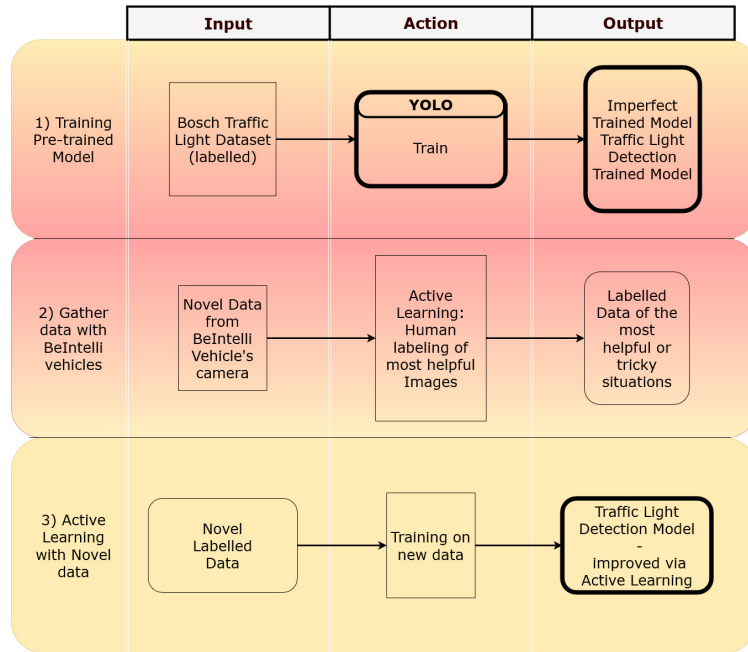 Input
Action
Output
1) Training
Pre-trained
Model
Bosch Traffic
Light Dataset
(labelled)
YOLO
Train
Imperfect
Trained Model
Traffic Light
Detection
Trained Model
2) Gather
data with
BeIntelli
vehicles
Novel Data
from
BeIntelli
Vehicle's
camera
Active
Learning:
Human
labeling of
most helpful
Images
Labelled
Data of the
most
helpful or
tricky
situations
3) Active
Learning
with Novel
data
Novel
Labelled
Data
Training on
new data
Traffic Light
Detection Model
-
improved via
Active Learning